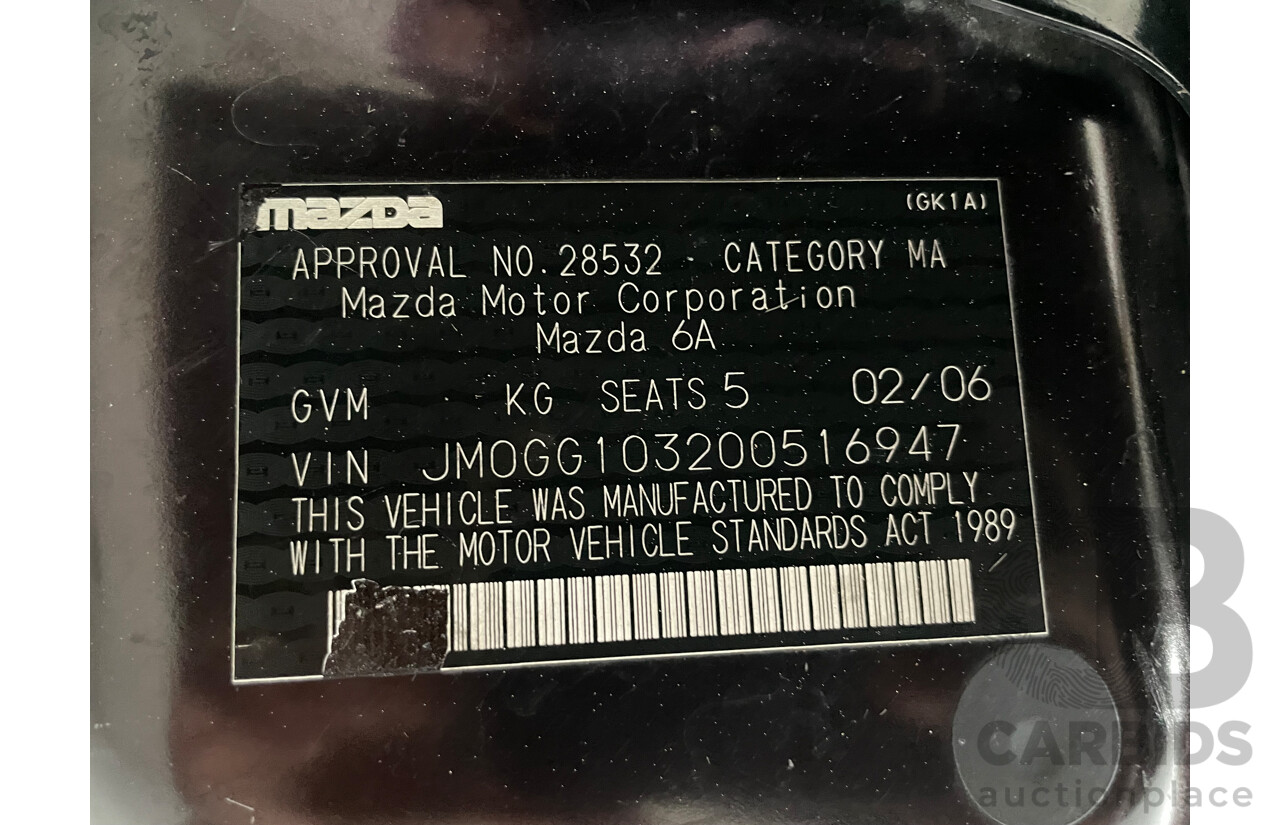 mazda (GK1A)
APPROVAL NO.28532 CATEGORY MA
Mazda Motor Corporation
Mazda 6A
GVM KG SEATS 5 02/06
VIN JM0GG103200516947
THIS VEHICLE WAS MANUFACTURED TO COMPLY
WITH THE MOTOR VEHICLE STANDARDS ACT 1989
B
CARBIDS
auctionplace